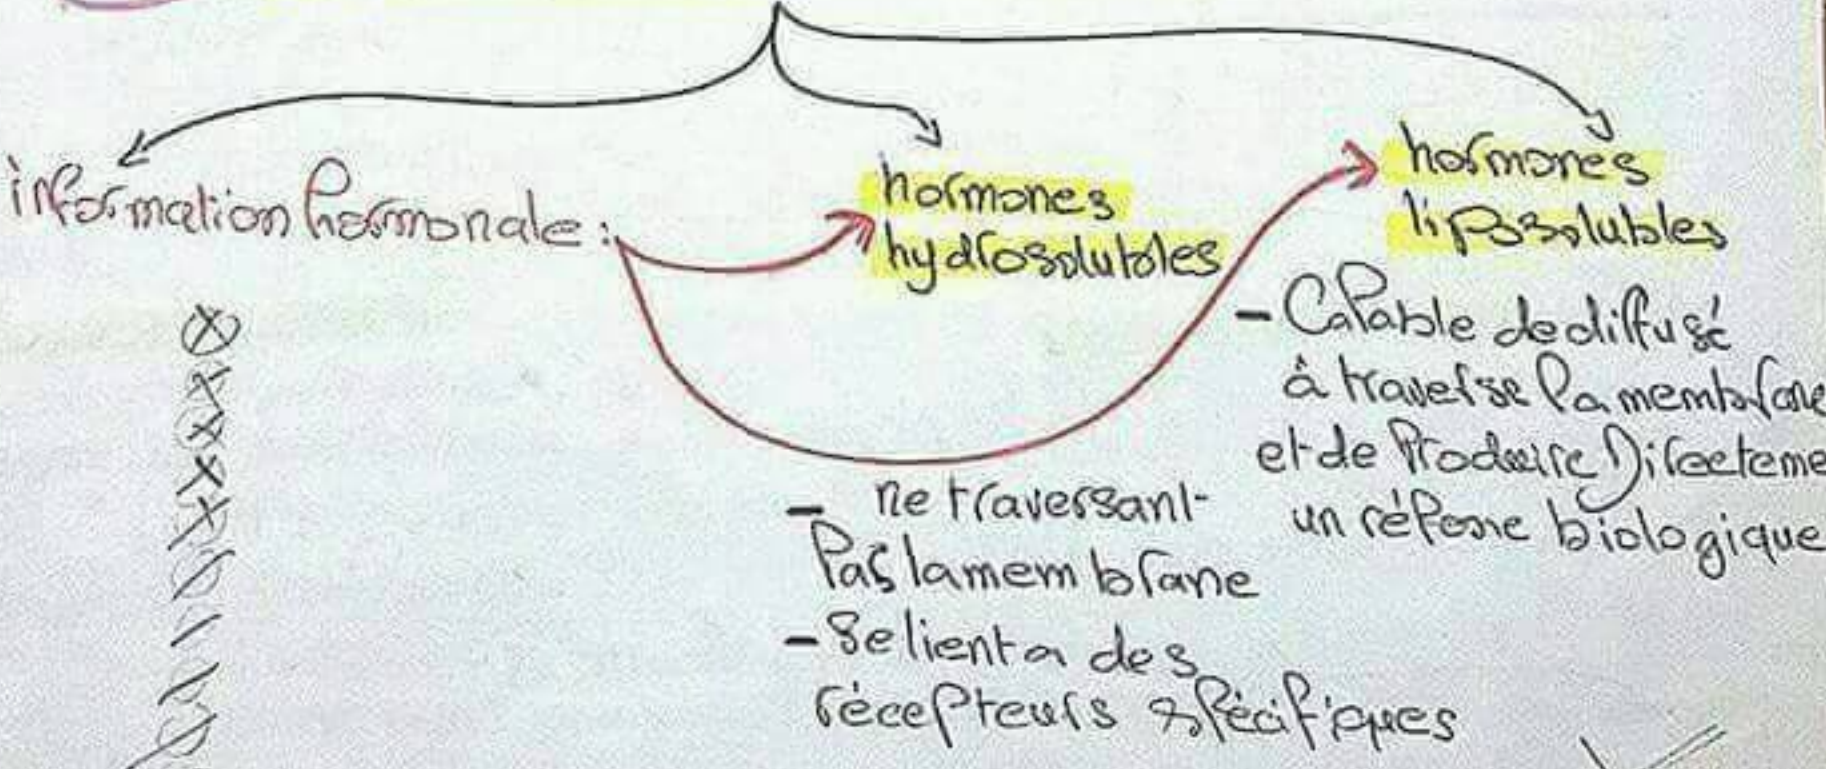 information hormonale :
hormones
hydrosolubles
- ne traversant
Pas la membrane
- Se lient a des
récepteurs spécifiques
hormones
liposolubles
- Capable de diffusé
à traverse la membrane
et de Produire Directeme
un réponse biologique